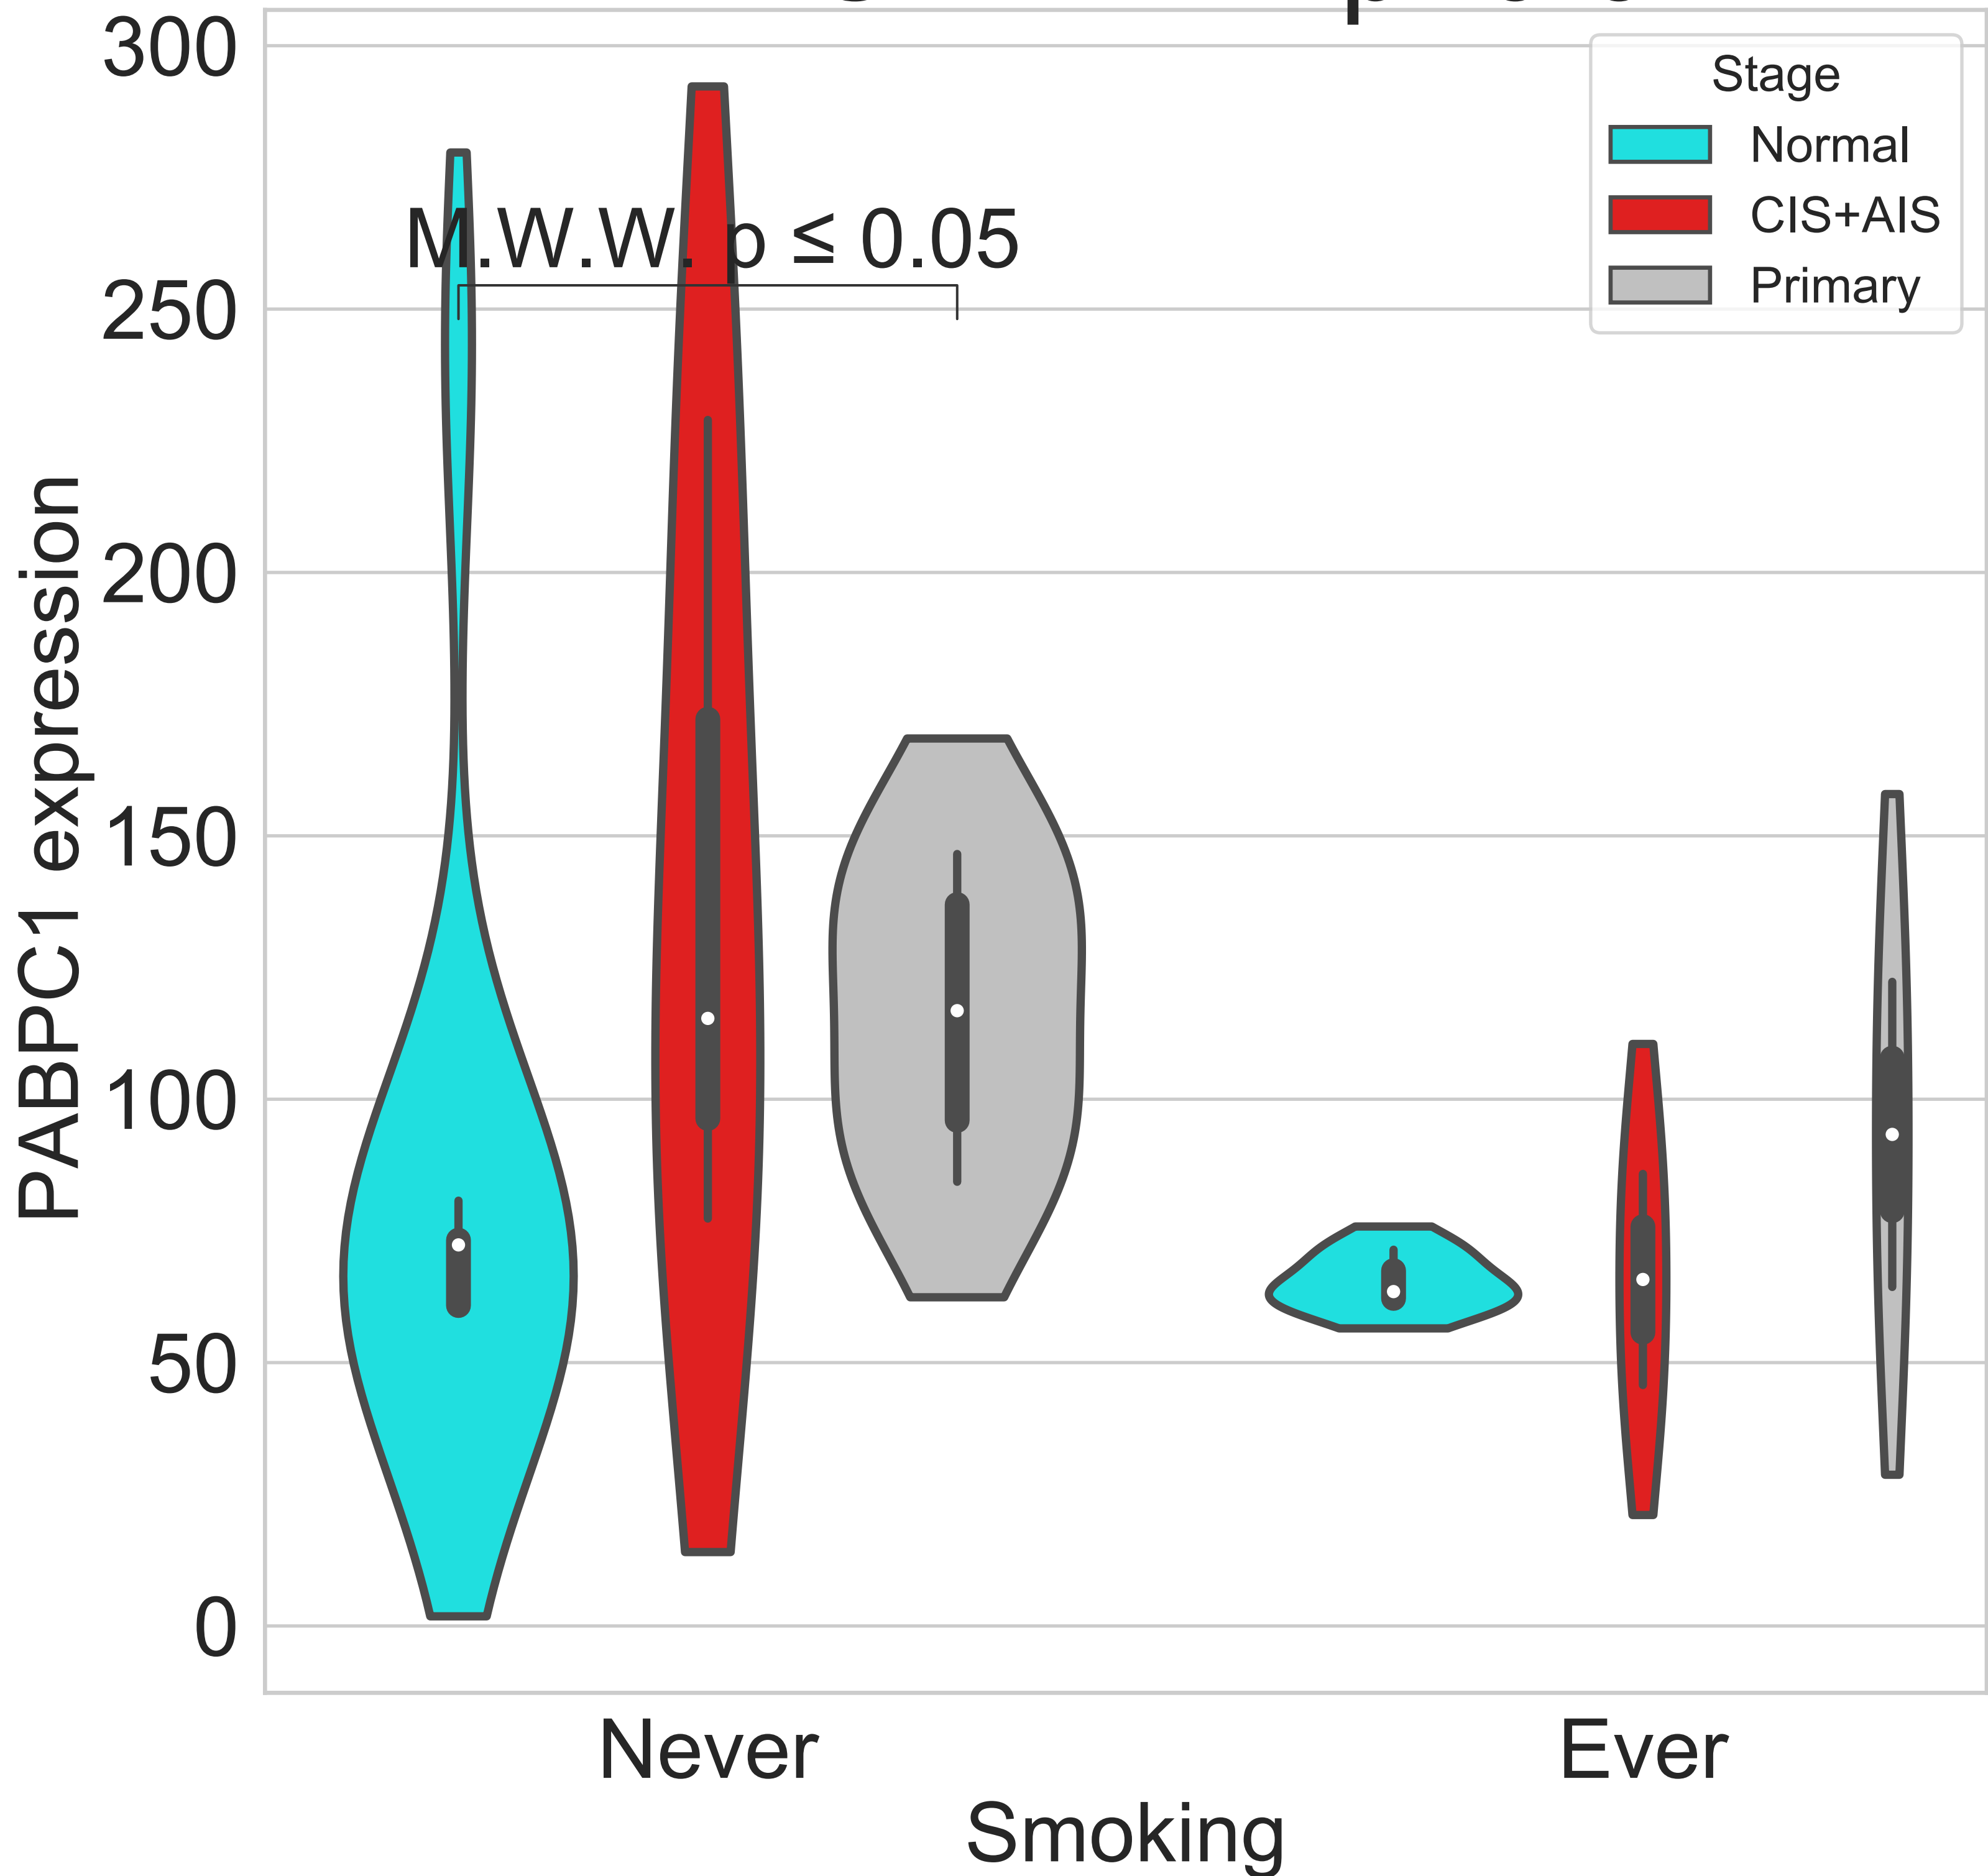 300
250
200
150
100
50
0
PABPC1 expression
M.W.W. p ≤ 0.05
Stage
Normal
CIS+AIS
Primary
Never
Ever
Smoking